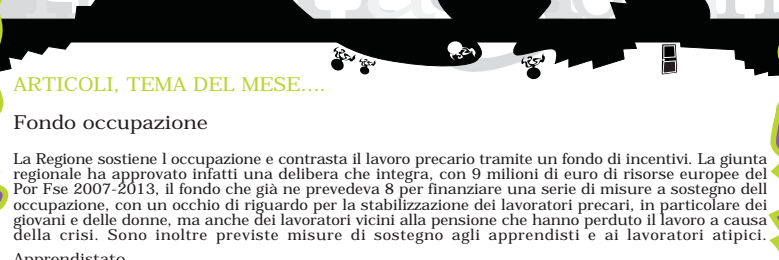 ARTICOLI, TEMA DEL MESE....
Fondo occupazione
La Regione sostiene l occupazione e contrasta il lavoro precario tramite un fondo di incentivi. La giunta
regionale ha approvato infatti una delibera che integra, con 9 milioni di euro di risorse europee del
Por Fse 2007-2013, il fondo che già ne prevedeva 8 per finanziare una serie di misure a sostegno dell
occupazione, con un occhio di riguardo per la stabilizzazione dei lavoratori precari, in particolare dei
giovani e delle donne, ma anche dei lavoratori vicini alla pensione che hanno perduto il lavoro a causa
della crisi. Sono inoltre previste misure di sostegno agli apprendisti e ai lavoratori atipici.
Apprendistato